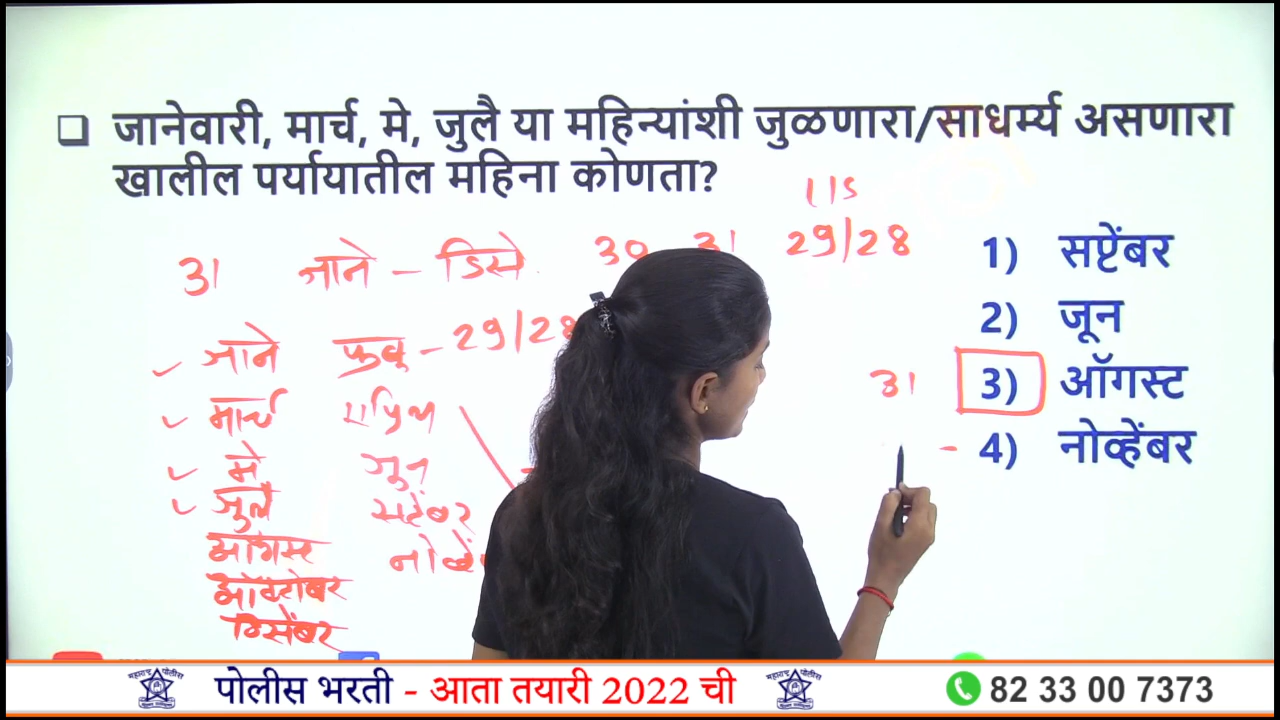 ❑ जानेवारी, मार्च, मे, जुलै या महिन्यांशी जुळणारा/साधर्म्य असणारा
खालील पर्यायातील महिना कोणता?
31 जाने - डिसे 30 31 29/28
जाने फेब्रु - 29/28
मार्च एप्रिल
मे जून
जुलै सप्टेंबर
ऑगस्ट
ऑक्टोबर
डिसेंबर
1) सप्टेंबर
2) जून
31 3) ऑगस्ट
- 4) नोव्हेंबर
महाराष्ट्र पोलीस
पोलीस भरती - आता तयारी 2022 ची
महाराष्ट्र पोलीस
82 33 00 7373